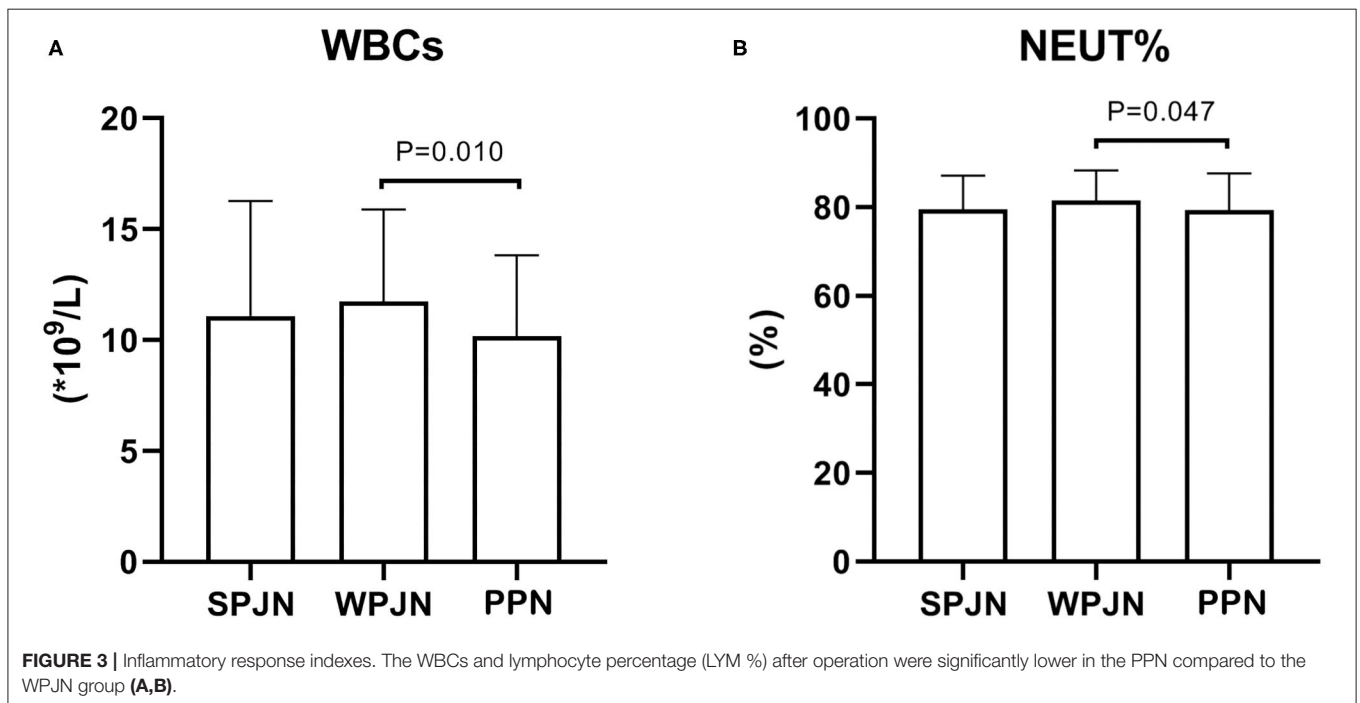 A
WBCs
20
15
10
5
0
(*10⁹/L)
P=0.010
SPJN WPJN PPN
B
NEUT%
100
80
60
40
20
0
(%)
P=0.047
SPJN WPJN PPN
FIGURE 3 | Inflammatory response indexes. The WBCs and lymphocyte percentage (LYM %) after operation were significantly lower in the PPN compared to the
WPJN group (A,B).